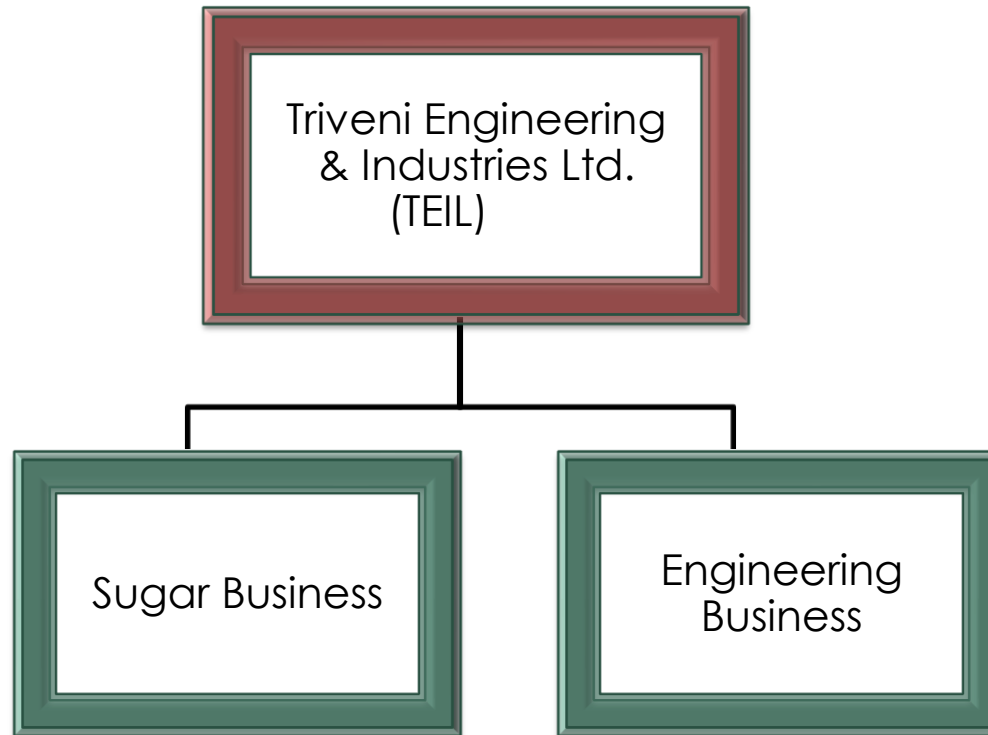 Triveni Engineering
& Industries Ltd.
(TEIL)
Sugar Business
Engineering
Business